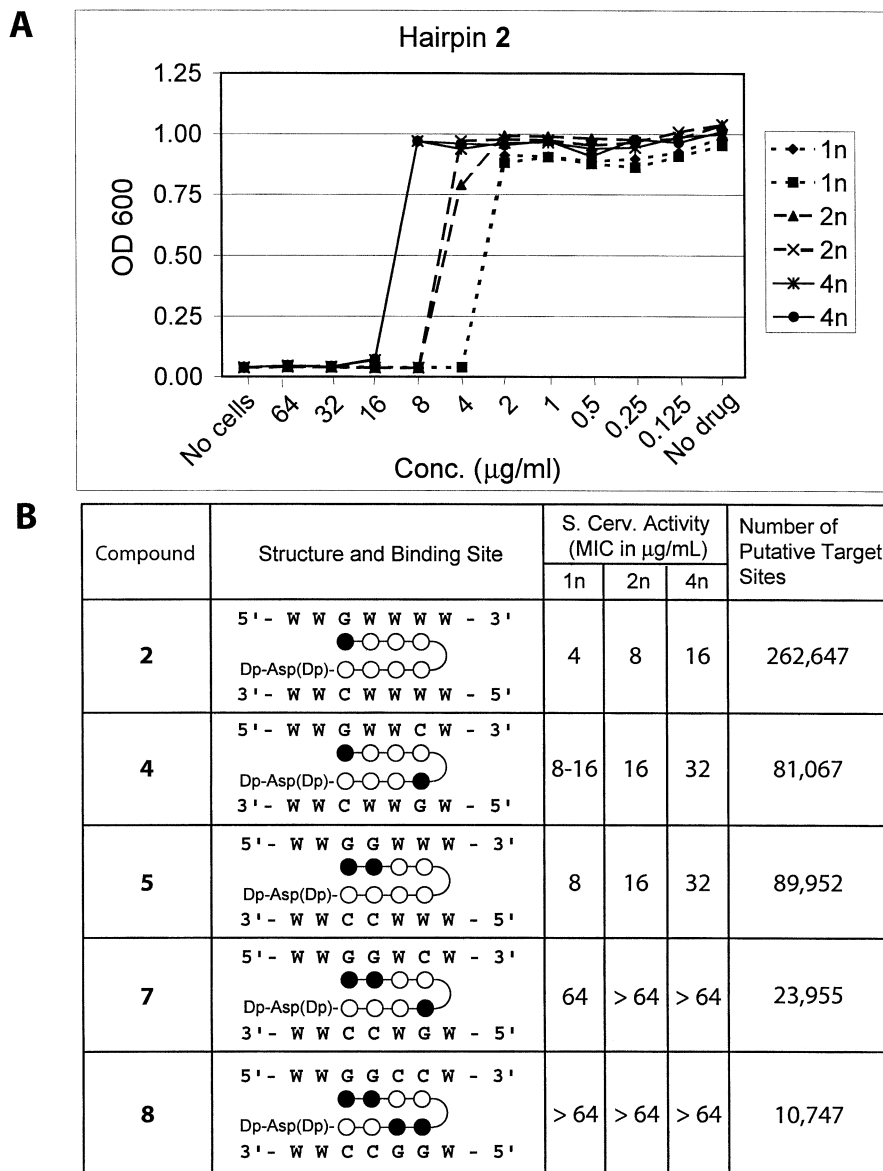 A
Hairpin 2
1.25
1.00
0.75
0.50
0.25
0.00
OD 600
No cells
64
32
16
8
4
2
1
0.5
0.25
0.125
No drug
Conc. (μg/ml)
1n
1n
2n
2n
4n
4n
B
Compound
Structure and Binding Site
S. Cerv. Activity
(MIC in μg/mL)
1n 2n 4n
Number of
Putative Target
Sites
2
5'- W W G W W W W - 3'
Dp-Asp(Dp)-
3'- W W C W W W W - 5'
4 8 16
262,647
4
5'- W W G W W C W - 3'
Dp-Asp(Dp)-
3'- W W C W W G W - 5'
8-16 16 32
81,067
5
5'- W W G G W W W - 3'
Dp-Asp(Dp)-
3'- W W C C W W W - 5'
8 16 32
89,952
7
5'- W W G G W C W - 3'
Dp-Asp(Dp)-
3'- W W C C W G W - 5'
64 > 64 > 64
23,955
8
5'- W W G G C C W - 3'
Dp-Asp(Dp)-
3'- W W C C G G W - 5'
> 64 > 64 > 64
10,747